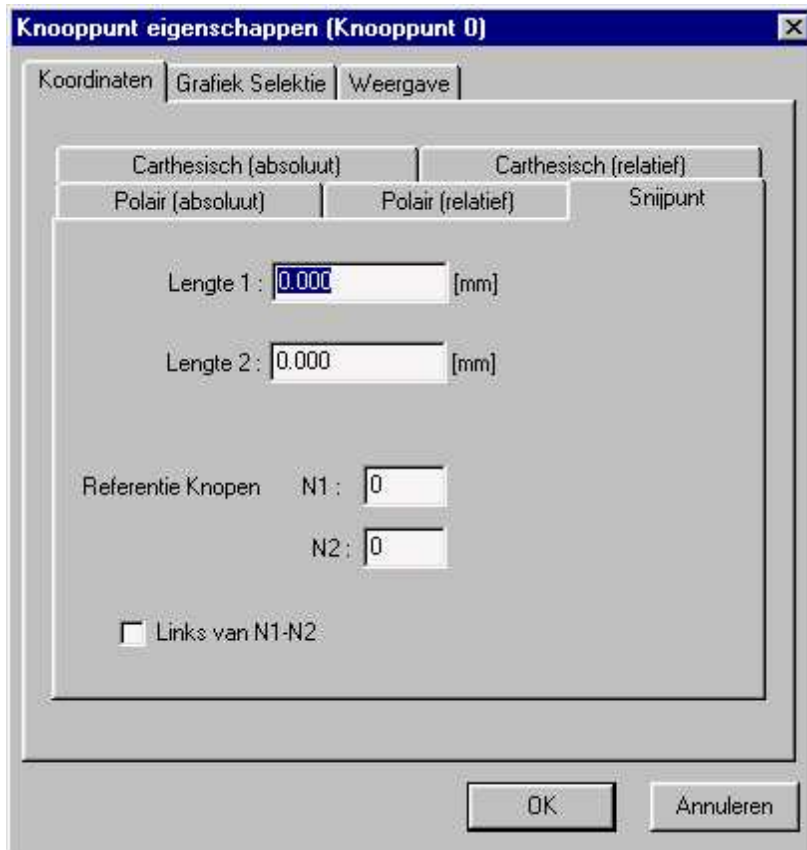 Knooppunt eigenschappen (Knooppunt 0)
Koordinaten Grafiek Selektie Weergave
Carthesisch (absoluut) Carthesisch (relatief)
Polair (absoluut) Polair (relatief) Snijpunt
Lengte 1 : 0.000 [mm]
Lengte 2 : 0.000 [mm]
Referentie Knopen N1 : 0
N2 : 0
Links van N1-N2
OK Annuleren